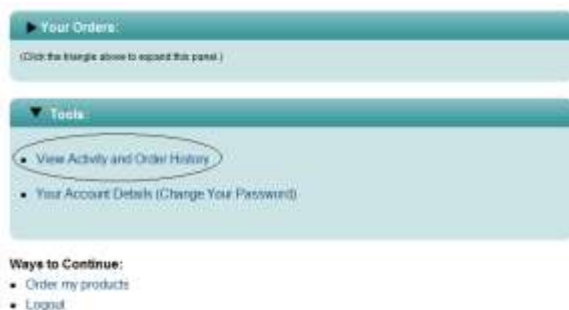 Your Orders:
(Click the triangle above to expand this panel.)
Tools:
View Activity and Order History
Your Account Details (Change Your Password)
Ways to Continue:
Order my products
Logout